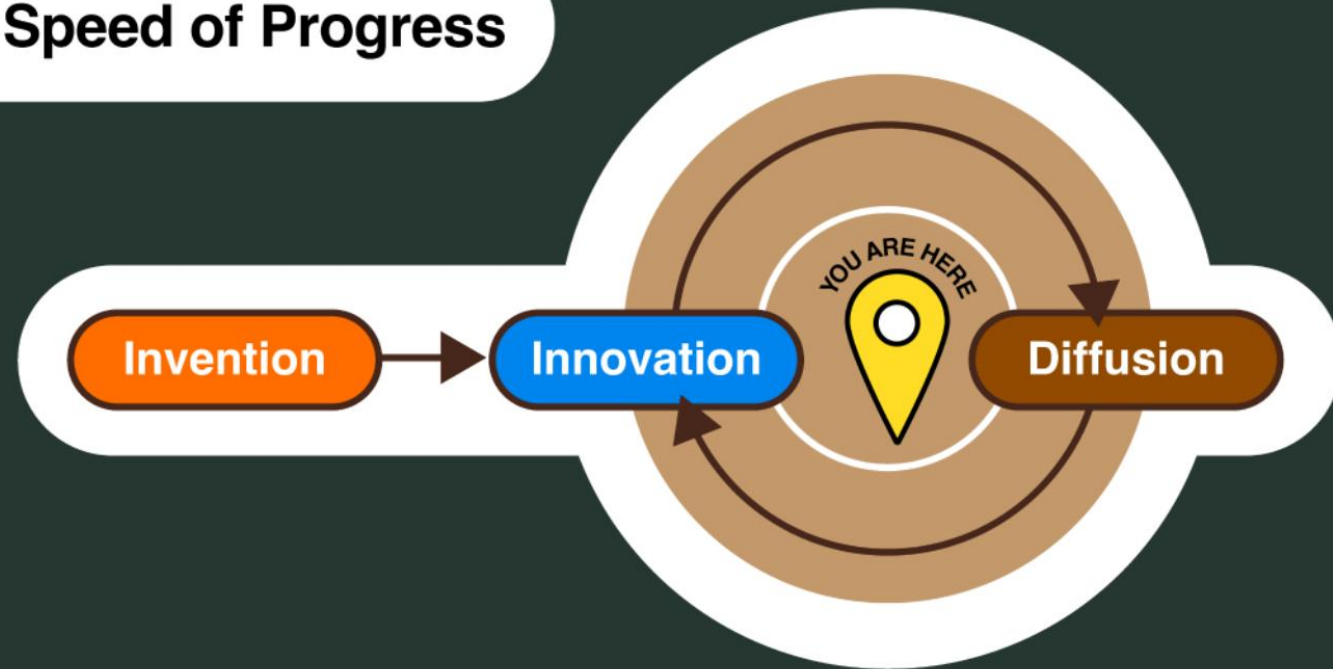 Speed of Progress
YOU ARE HERE
Invention
Innovation
Diffusion